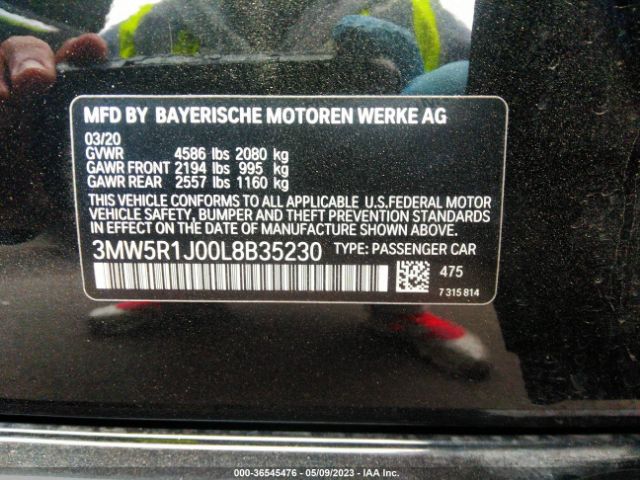 MFD BY BAYERISCHE MOTOREN WERKE AG
03/20
GVWR 4586 lbs 2080 kg
GAWR FRONT 2194 lbs 995 kg
GAWR REAR 2557 lbs 1160 kg
THIS VEHICLE CONFORMS TO ALL APPLICABLE U.S.FEDERAL MOTOR
VEHICLE SAFETY, BUMPER AND THEFT PREVENTION STANDARDS
IN EFFECT ON THE DATE OF MANUFACTURE SHOWN ABOVE.
3MW5R1J00L8B35230 TYPE: PASSENGER CAR
475
7 315 814
000-36545476 - 05/09/2023 - IAA Inc.